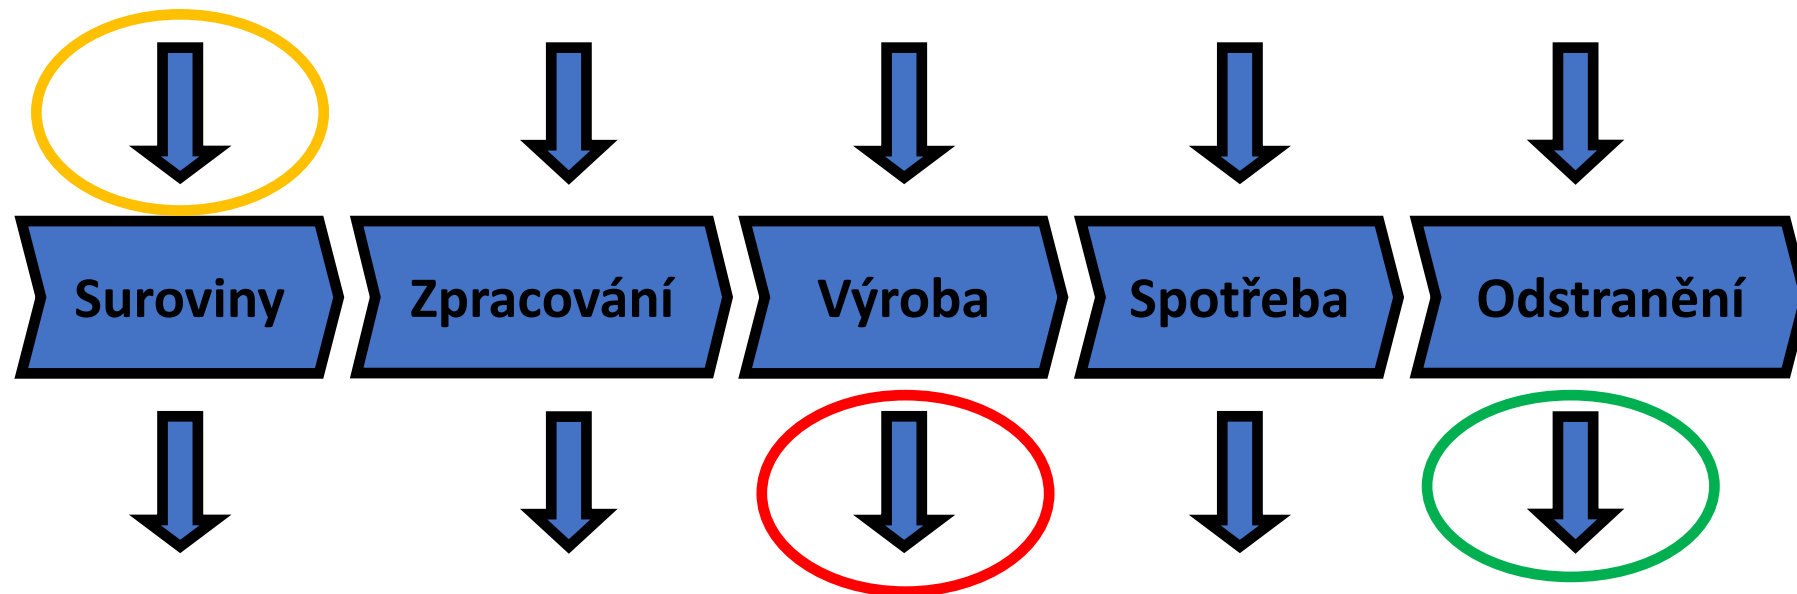 Suroviny
Zpracování
Výroba
Spotřeba
Odstranění